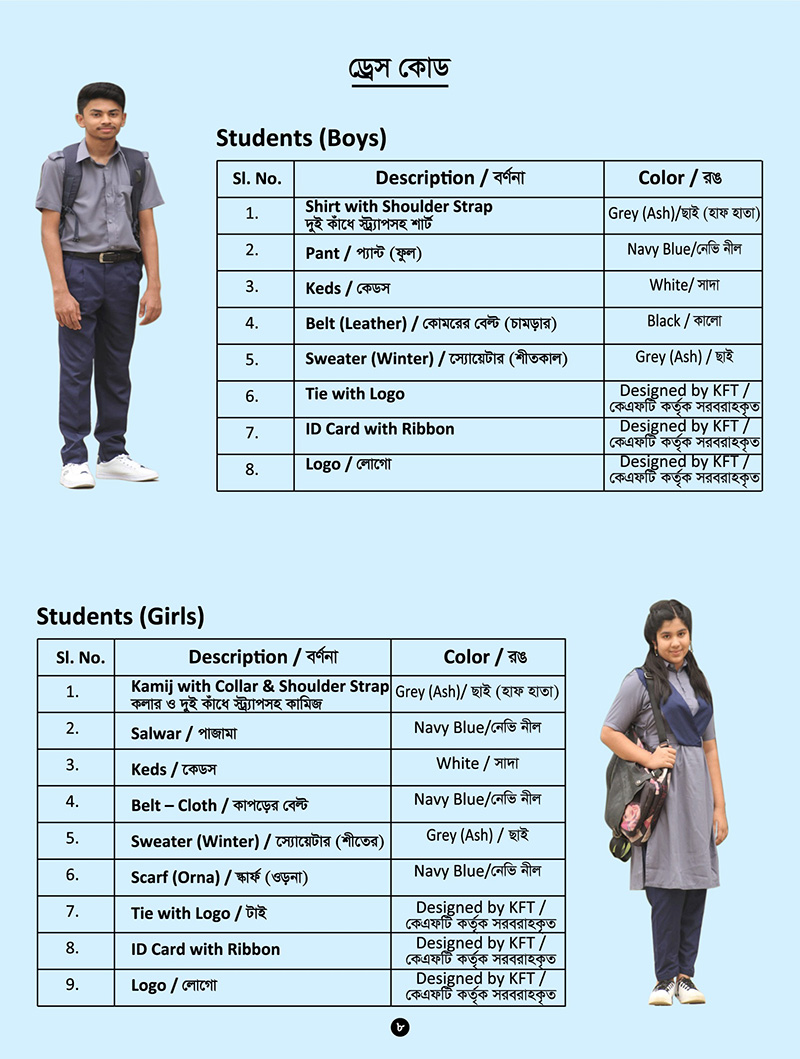 ড্রেস কোড
Students (Boys)
Sl. No. Description / বর্ণনা Color / রঙ
1. Shirt with Shoulder Strap
দুই কাঁধে স্ট্র্যাপসহ শার্ট Grey (Ash)/ছাই (হাফ হাতা)
2. Pant / প্যান্ট (ফুল) Navy Blue/নেভি নীল
3. Keds / কেডস White/ সাদা
4. Belt (Leather) / কোমরের বেল্ট (চামড়ার) Black / কালো
5. Sweater (Winter) / স্যোয়েটার (শীতকাল) Grey (Ash) / ছাই
6. Tie with Logo Designed by KFT /
কেএফটি কর্তৃক সরবরাহকৃত
7. ID Card with Ribbon Designed by KFT /
কেএফটি কর্তৃক সরবরাহকৃত
8. Logo / লোগো Designed by KFT /
কেএফটি কর্তৃক সরবরাহকৃত
Students (Girls)
Sl. No. Description / বর্ণনা Color / রঙ
1. Kamij with Collar & Shoulder Strap
কলার ও দুই কাঁধে স্ট্র্যাপসহ কামিজ Grey (Ash)/ ছাই (হাফ হাতা)
2. Salwar / পাজামা Navy Blue/নেভি নীল
3. Keds / কেডস White / সাদা
4. Belt – Cloth / কাপড়ের বেল্ট Navy Blue/নেভি নীল
5. Sweater (Winter) / স্যোয়েটার (শীতের) Grey (Ash) / ছাই
6. Scarf (Orna) / স্কার্ফ (ওড়না) Navy Blue/নেভি নীল
7. Tie with Logo / টাই Designed by KFT /
কেএফটি কর্তৃক সরবরাহকৃত
8. ID Card with Ribbon Designed by KFT /
কেএফটি কর্তৃক সরবরাহকৃত
9. Logo / লোগো Designed by KFT /
কেএফটি কর্তৃক সরবরাহকৃত
৮